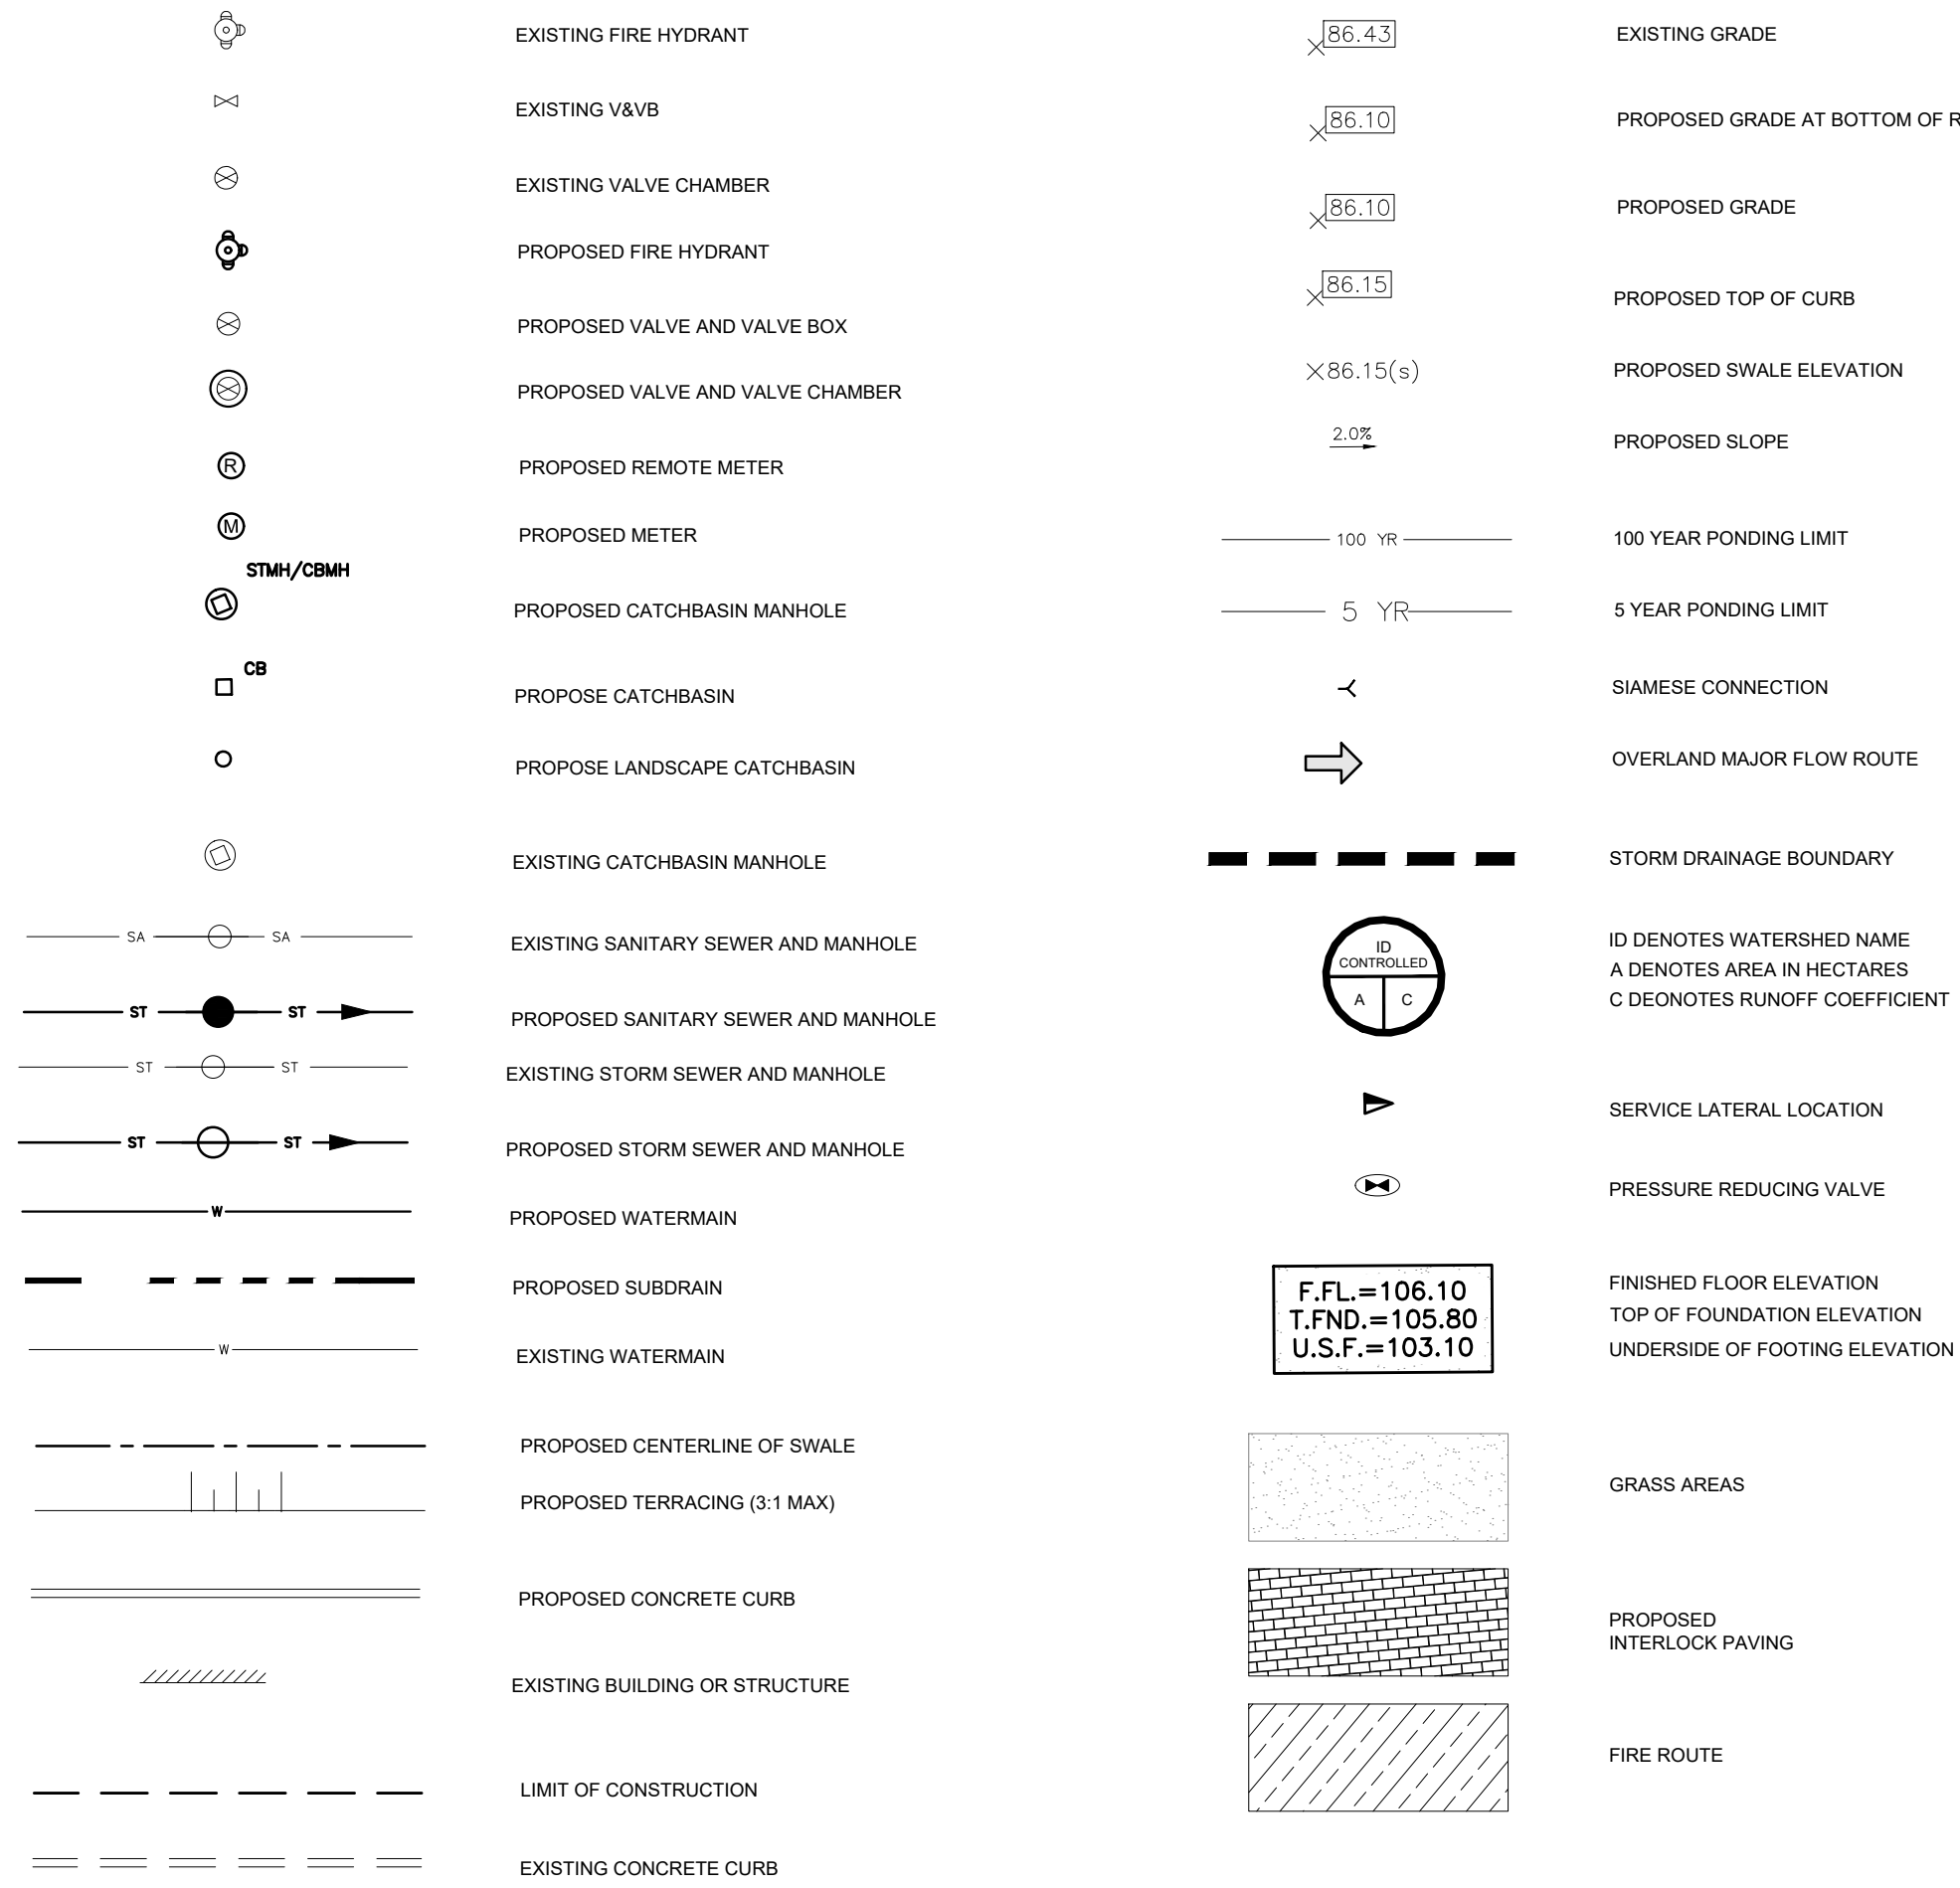 EXISTING FIRE HYDRANT
EXISTING V&VB
EXISTING VALVE CHAMBER
PROPOSED FIRE HYDRANT
PROPOSED VALVE AND VALVE BOX
PROPOSED VALVE AND VALVE CHAMBER
R PROPOSED REMOTE METER
M PROPOSED METER
STMH/CBMH
PROPOSED CATCHBASIN MANHOLE
CB
PROPOSE CATCHBASIN
PROPOSE LANDSCAPE CATCHBASIN
EXISTING CATCHBASIN MANHOLE
SA SA EXISTING SANITARY SEWER AND MANHOLE
ST ST PROPOSED SANITARY SEWER AND MANHOLE
ST ST EXISTING STORM SEWER AND MANHOLE
ST ST PROPOSED STORM SEWER AND MANHOLE
W PROPOSED WATERMAIN
PROPOSED SUBDRAIN
W EXISTING WATERMAIN
PROPOSED CENTERLINE OF SWALE
PROPOSED TERRACING (3:1 MAX)
PROPOSED CONCRETE CURB
EXISTING BUILDING OR STRUCTURE
LIMIT OF CONSTRUCTION
EXISTING CONCRETE CURB
86.43 EXISTING GRADE
86.10 PROPOSED GRADE AT BOTTOM OF R
86.10 PROPOSED GRADE
86.15 PROPOSED TOP OF CURB
86.15(s) PROPOSED SWALE ELEVATION
2.0% PROPOSED SLOPE
100 YR 100 YEAR PONDING LIMIT
5 YR 5 YEAR PONDING LIMIT
SIAMESE CONNECTION
OVERLAND MAJOR FLOW ROUTE
STORM DRAINAGE BOUNDARY
ID
CONTROLLED
A C
ID DENOTES WATERSHED NAME
A DENOTES AREA IN HECTARES
C DEONOTES RUNOFF COEFFICIENT
SERVICE LATERAL LOCATION
PRESSURE REDUCING VALVE
F.FL.=106.10
T.FND.=105.80
U.S.F.=103.10
FINISHED FLOOR ELEVATION
TOP OF FOUNDATION ELEVATION
UNDERSIDE OF FOOTING ELEVATION
GRASS AREAS
PROPOSED
INTERLOCK PAVING
FIRE ROUTE